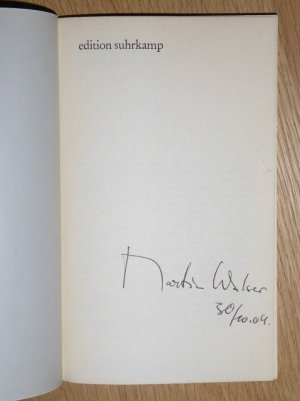 edition suhrkamp
Martin Walser
30/10.04.